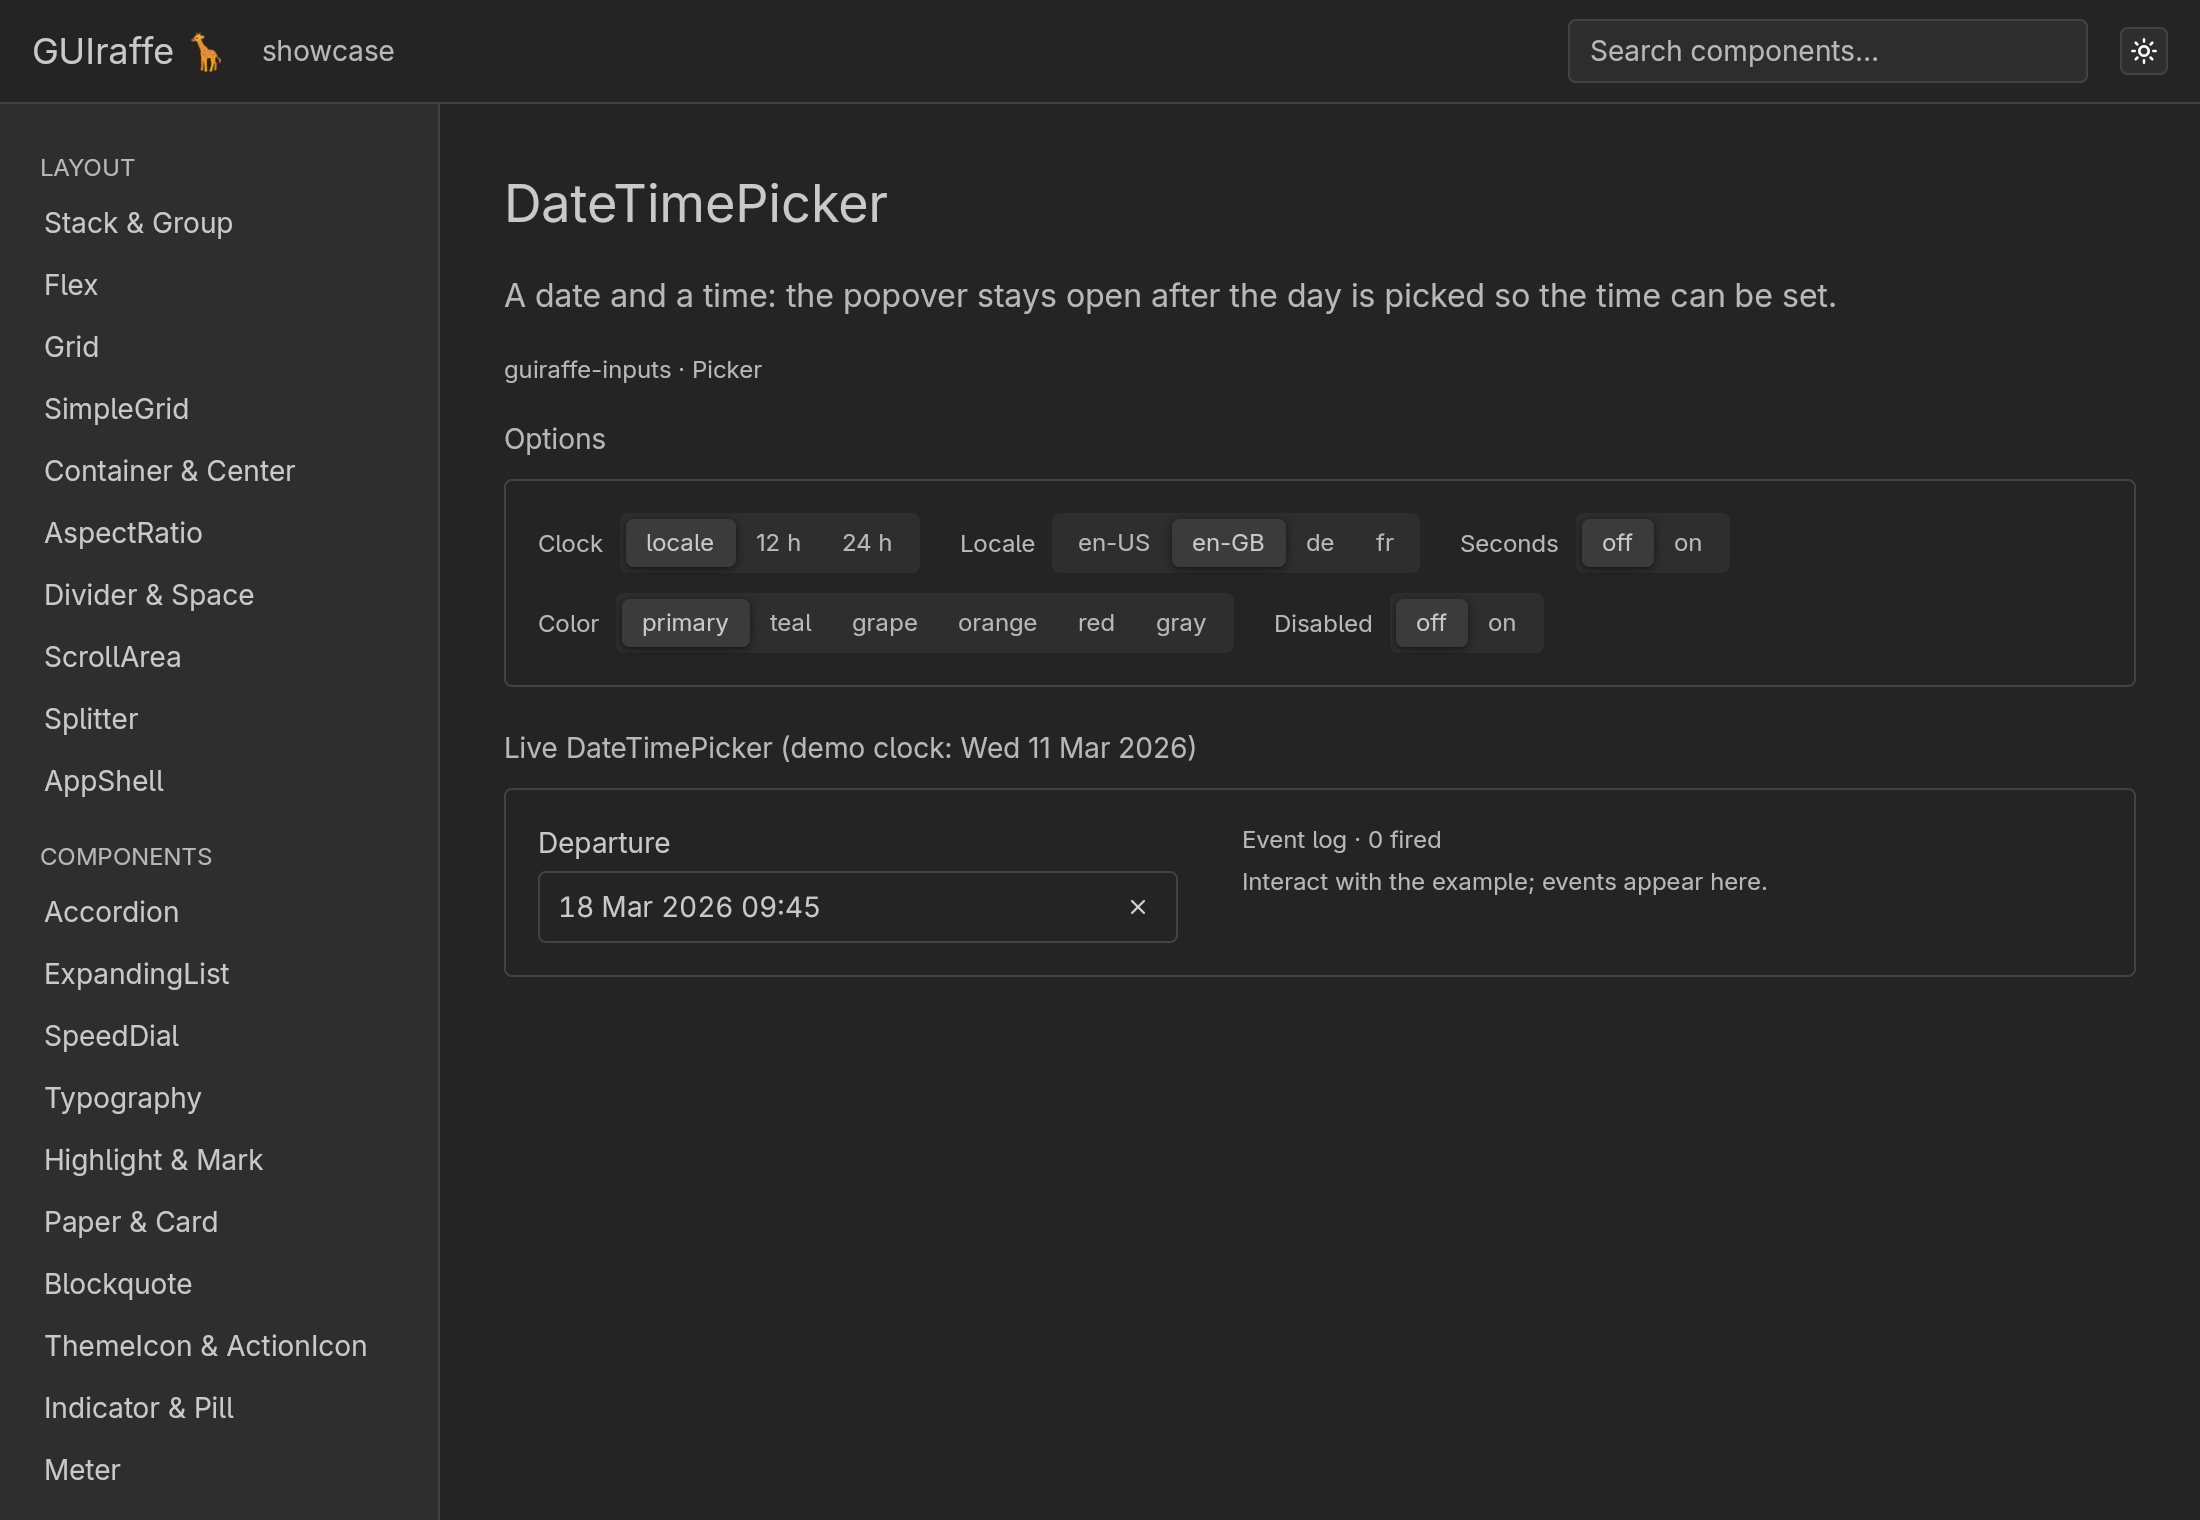 GUIraffe 🦒 showcase
Search components...
LAYOUT
Stack & Group
Flex
Grid
SimpleGrid
Container & Center
AspectRatio
Divider & Space
ScrollArea
Splitter
AppShell
COMPONENTS
Accordion
ExpandingList
SpeedDial
Typography
Highlight & Mark
Paper & Card
Blockquote
ThemeIcon & ActionIcon
Indicator & Pill
Meter
DateTimePicker
A date and a time: the popover stays open after the day is picked so the time can be set.
guiraffe-inputs · Picker
Options
Clock locale 12 h 24 h Locale en-US en-GB de fr Seconds off on
Color primary teal grape orange red gray Disabled off on
Live DateTimePicker (demo clock: Wed 11 Mar 2026)
Departure
18 Mar 2026 09:45
Event log · 0 fired
Interact with the example; events appear here.